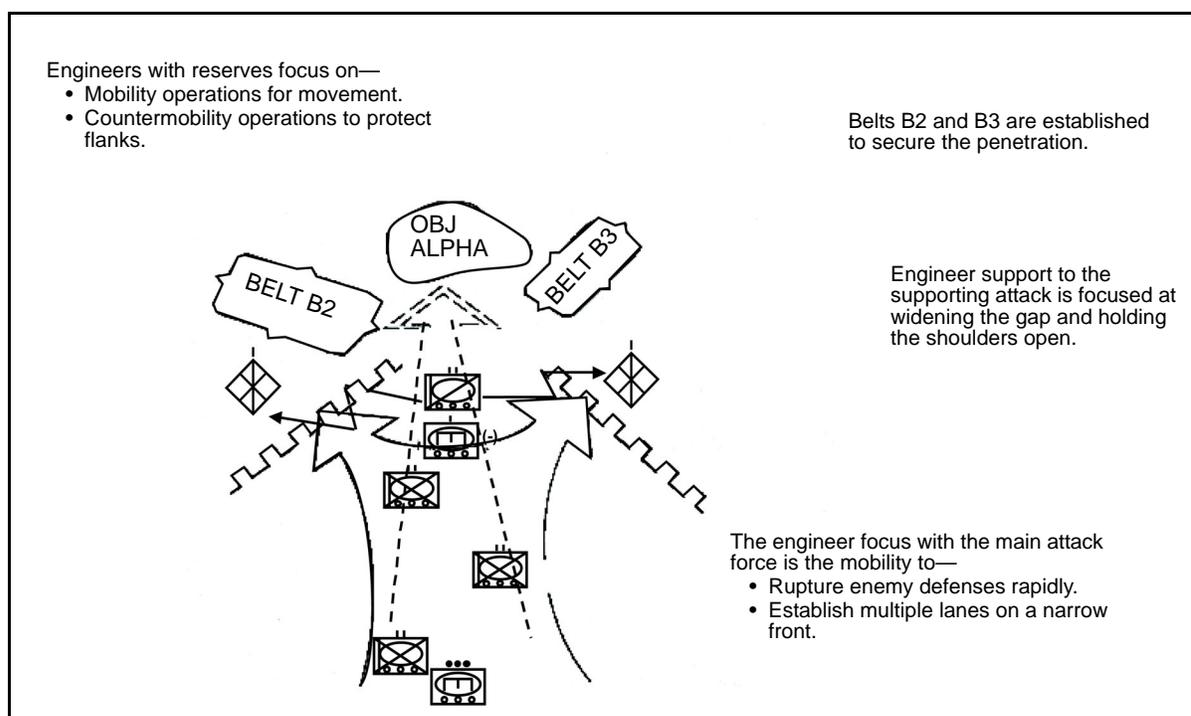 Engineers with reserves focus on—
• Mobility operations for movement.
• Countermobility operations to protect
flanks.
Belts B2 and B3 are established
to secure the penetration.
OBJ
ALPHA
BELT B3
BELT B2
Engineer support to the
supporting attack is focused at
widening the gap and holding
the shoulders open.
(-)
The engineer focus with the main attack
force is the mobility to—
• Rupture enemy defenses rapidly.
• Establish multiple lanes on a narrow
front.